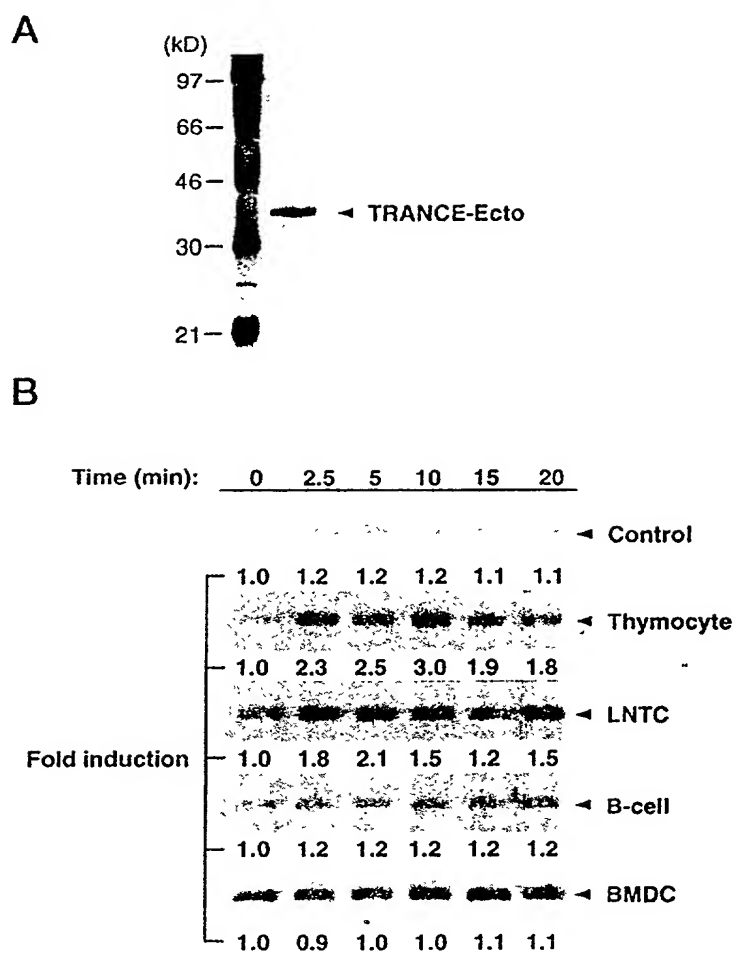 A
(kD)
97
66
46
TRANCE-Ecto
30
21
B
Time (min): 0 2.5 5 10 15 20
Control
1.0 1.2 1.2 1.2 1.1 1.1
Thymocyte
1.0 2.3 2.5 3.0 1.9 1.8
LNTC
Fold induction 1.0 1.8 2.1 1.5 1.2 1.5
B-cell
1.0 1.2 1.2 1.2 1.2 1.2
BMDC
1.0 0.9 1.0 1.0 1.1 1.1